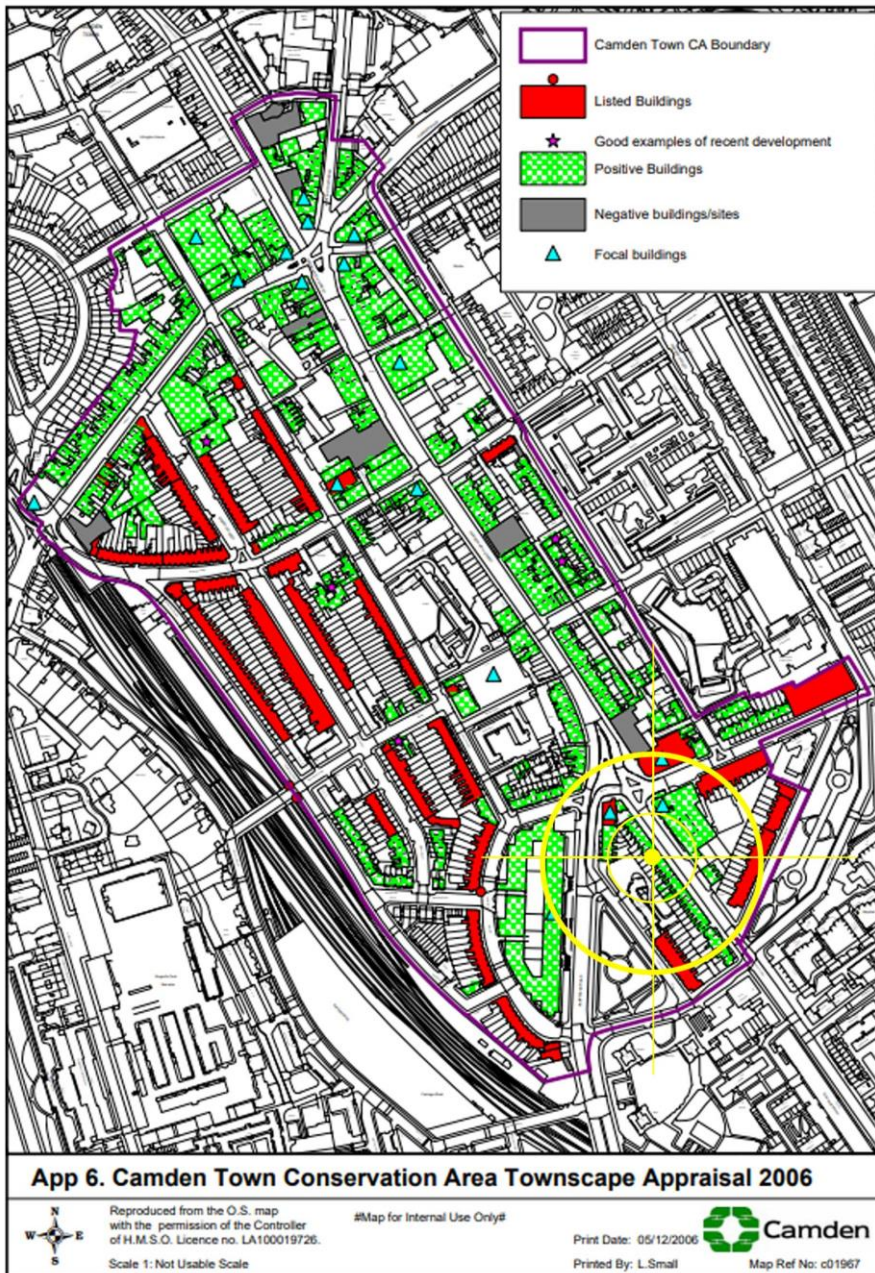 Camden Town CA Boundary
Listed Buildings
Good examples of recent development
Positive Buildings
Negative buildings/sites
Focal buildings
App 6. Camden Town Conservation Area Townscape Appraisal 2006
N
W E
S
Reproduced from the O.S. map
with the permission of the Controller
of H.M.S.O. Licence no. LA100019726.
Scale 1: Not Usable Scale
#Map for Internal Use Only#
Print Date: 05/12/2006
Printed By: L.Small
Camden
Map Ref No: c01967